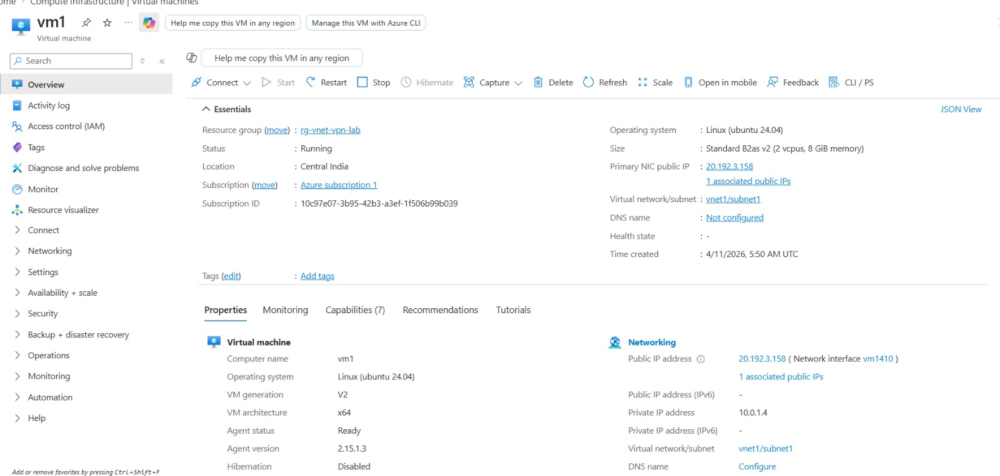 ome > Compute infrastructure | Virtual machines
vm1 ... Help me copy this VM in any region Manage this VM with Azure CLI
Virtual machine
Search
Help me copy this VM in any region
Connect Start Restart Stop Hibernate Capture Delete Refresh Scale Open in mobile Feedback CLI / PS
Overview
Activity log
Access control (IAM)
Tags
Diagnose and solve problems
Monitor
Resource visualizer
Connect
Networking
Settings
Availability + scale
Security
Backup + disaster recovery
Operations
Monitoring
Automation
Help
Add or remove favorites by pressing Ctrl+Shift+F
Essentials
JSON View
Resource group (move) : rg-vnet-vpn-lab
Status : Running
Location : Central India
Subscription (move) : Azure subscription 1
Subscription ID : 10c97e07-3b95-42b3-a3ef-1f506b99b039
Operating system : Linux (ubuntu 24.04)
Size : Standard B2as v2 (2 vcpus, 8 GiB memory)
Primary NIC public IP : 20.192.3.158
1 associated public IPs
Virtual network/subnet : vnet1/subnet1
DNS name : Not configured
Health state : -
Time created : 4/11/2026, 5:50 AM UTC
Tags (edit) : Add tags
Properties Monitoring Capabilities (7) Recommendations Tutorials
Virtual machine
Computer name vm1
Operating system Linux (ubuntu 24.04)
VM generation V2
VM architecture x64
Agent status Ready
Agent version 2.15.1.3
Hibernation Disabled
Networking
Public IP address 20.192.3.158 ( Network interface vm1410 )
1 associated public IPs
Public IP address (IPv6) -
Private IP address 10.0.1.4
Private IP address (IPv6) -
Virtual network/subnet vnet1/subnet1
DNS name Configure